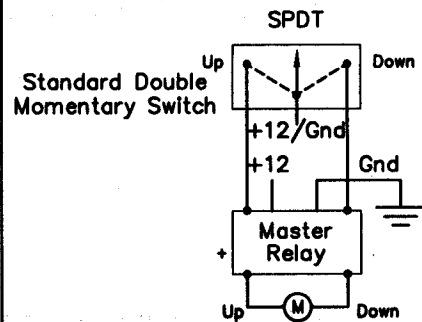 SPDT
Up
Down
Standard Double
Momentary Switch
+12/Gnd
+12
Gnd
Master
Relay
+
M
Up
Down